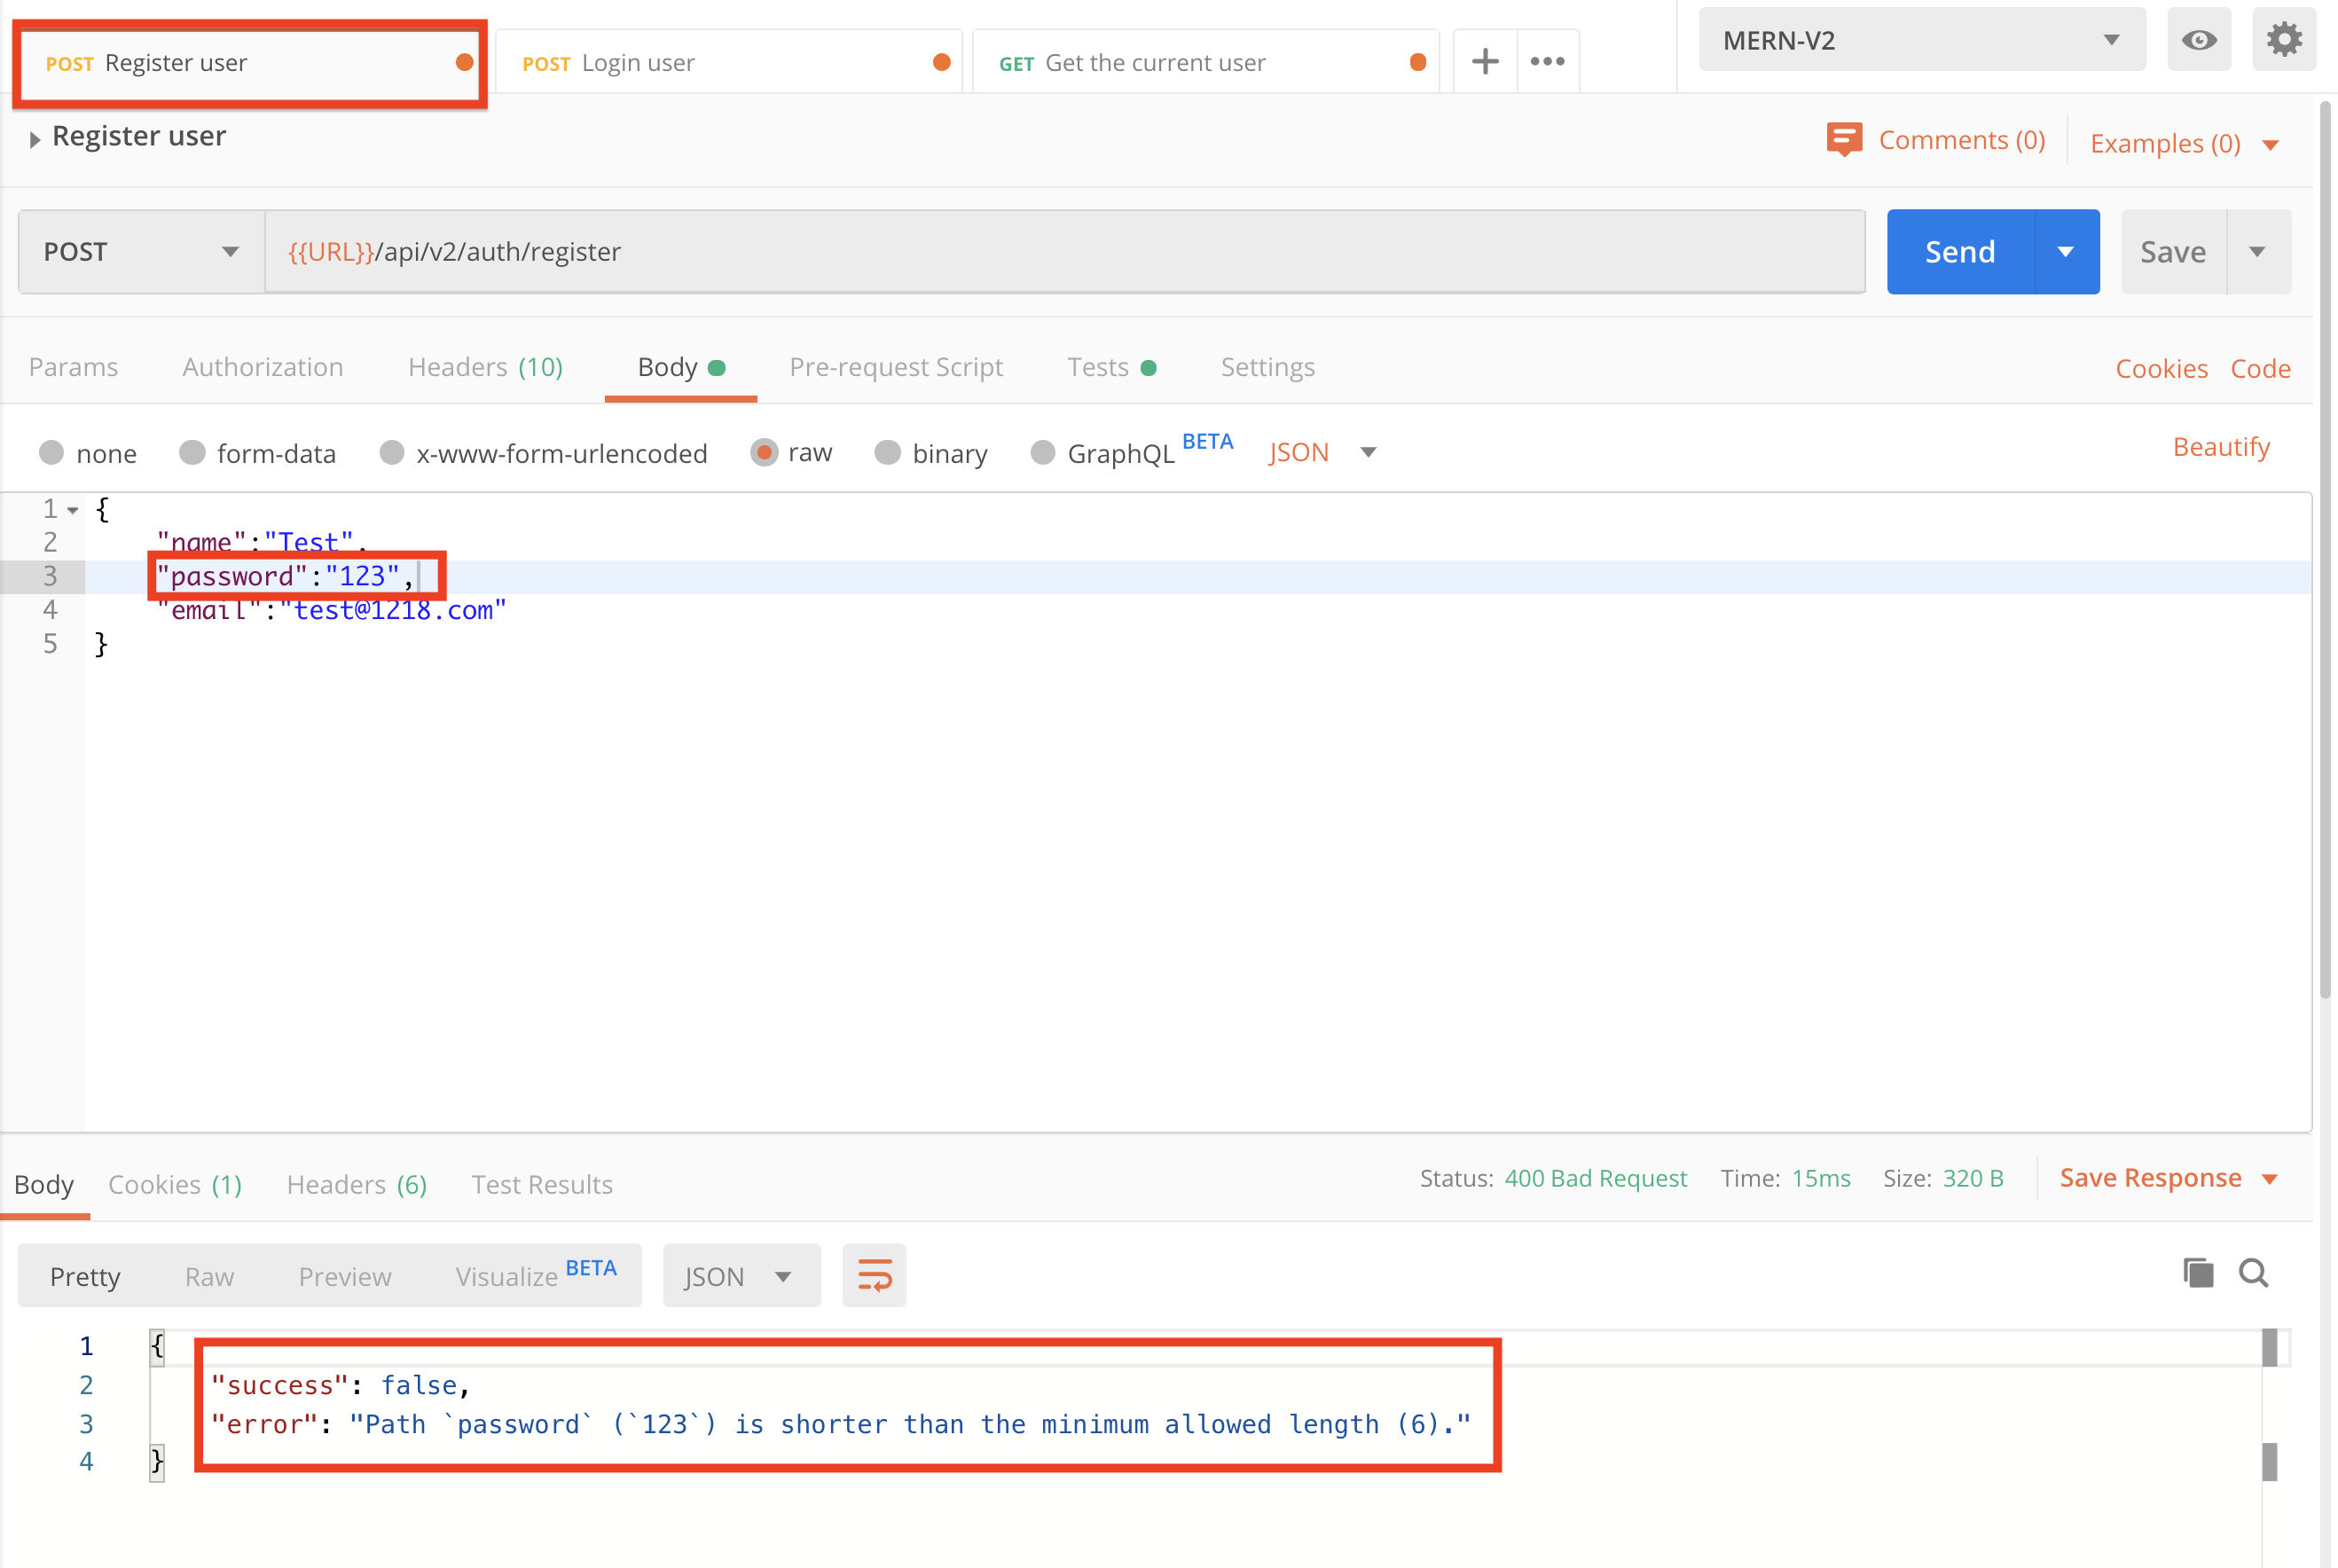 POST Register user
POST Login user
GET Get the current user
MERN-V2
Register user
Comments (0)
Examples (0)
POST
{{URL}}/api/v2/auth/register
Send
Save
Params
Authorization
Headers (10)
Body
Pre-request Script
Tests
Settings
Cookies
Code
none
form-data
x-www-form-urlencoded
raw
binary
GraphQL BETA
JSON
Beautify
1 {
2 "name":"Test",
3 "password":"123",
4 "email":"test@1218.com"
5 }
Body
Cookies (1)
Headers (6)
Test Results
Status: 400 Bad Request
Time: 15ms
Size: 320 B
Save Response
Pretty
Raw
Preview
Visualize BETA
JSON
1 {
2 "success": false,
3 "error": "Path `password` (`123`) is shorter than the minimum allowed length (6)."
4 }